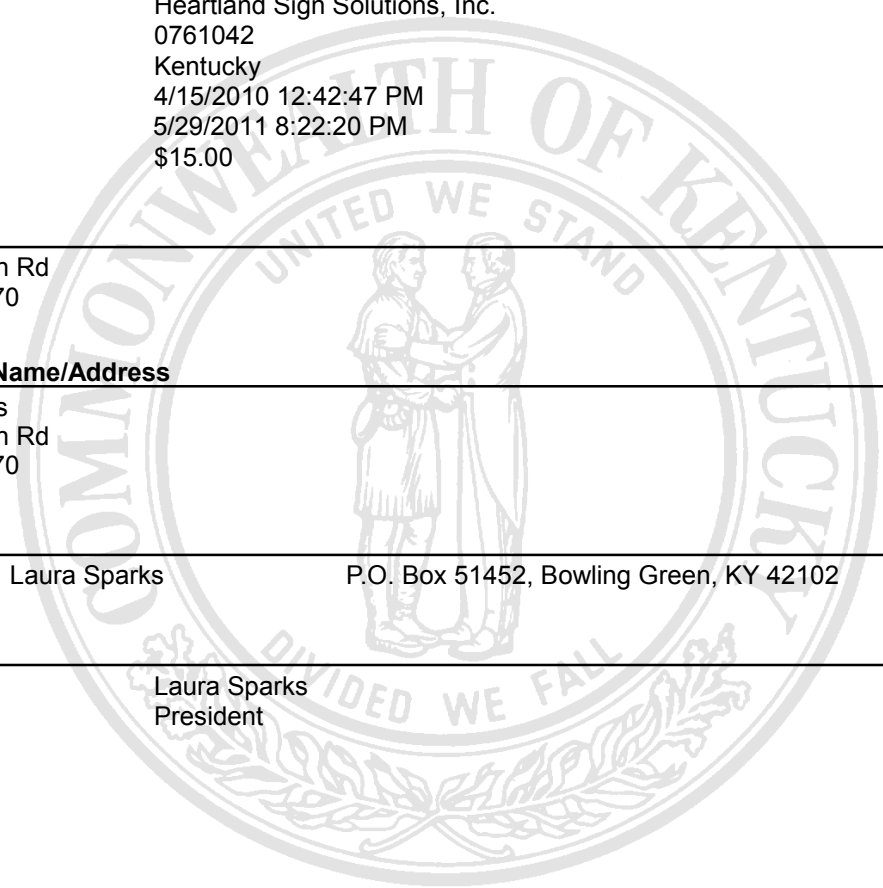 Heartland Sign Solutions, Inc.
0761042
Kentucky
4/15/2010 12:42:47 PM
5/29/2011 8:22:20 PM
$15.00
n Rd
70
Name/Address
s
n Rd
70
Laura Sparks P.O. Box 51452, Bowling Green, KY 42102
Laura Sparks
President
COMMONWEALTH OF KENTUCKY
UNITED WE STAND
DIVIDED WE FALL